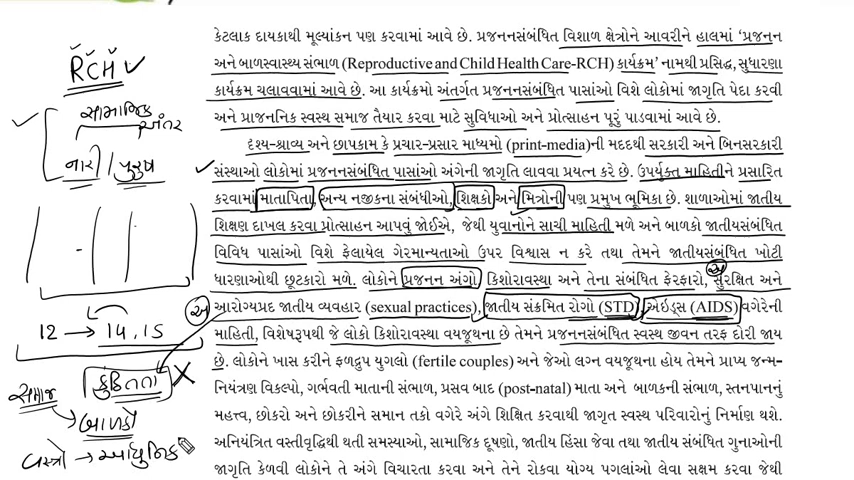 કેટલાક દાયકાથી મૂલ્યાંકન પણ કરવામાં આવે છે. પ્રજનનસંબંધિત વિશાળ ક્ષેત્રોને આવરીને હાલમાં ‘પ્રજનન
અને બાળસ્વાસ્થ્ય સંભાળ (Reproductive and Child Health Care-RCH) કાર્યક્રમ’ નામથી પ્રસિદ્ધ, સુધારણા
કાર્યક્રમ ચલાવવામાં આવે છે. આ કાર્યક્રમો અંતર્ગત પ્રજનનસંબંધિત પાસાંઓ વિશે લોકોમાં જાગૃતિ પેદા કરવી
અને પ્રાજનનિક સ્વસ્થ સમાજ તૈયાર કરવા માટે સુવિધાઓ અને પ્રોત્સાહન પૂરું પાડવામાં આવે છે.
દૃશ્ય-શ્રાવ્ય અને છાપકામ કે પ્રચાર-પ્રસાર માધ્યમો (print-media)ની મદદથી સરકારી અને બિનસરકારી
સંસ્થાઓ લોકોમાં પ્રજનનસંબંધિત પાસાંઓ અંગેની જાગૃતિ લાવવા પ્રયત્ન કરે છે. ઉપર્યુક્ત માહિતીને પ્રસારિત
કરવામાં માતાપિતા, અન્ય નજીકના સંબંધીઓ, શિક્ષકો અને મિત્રોની પણ પ્રમુખ ભૂમિકા છે. શાળાઓમાં જાતીય
શિક્ષણ દાખલ કરવા પ્રોત્સાહન આપવું જોઈએ, જેથી યુવાનોને સાચી માહિતી મળે અને બાળકો જાતીયસંબંધિત
વિવિધ પાસાંઓ વિશે ફેલાયેલ ગેરમાન્યતાઓ ઉપર વિશ્વાસ ન કરે તથા તેમને જાતીયસંબંધિત ખોટી
ધારણાઓથી છૂટકારો મળે. લોકોને પ્રજનન અંગો, કિશોરાવસ્થા અને તેના સંબંધિત ફેરફારો, સુરક્ષિત અને
આરોગ્યપ્રદ જાતીય વ્યવહાર (sexual practices), જાતીય સંક્રમિત રોગો (STD), એઇડ્સ (AIDS) વગેરેની
માહિતી, વિશેષરૂપથી જે લોકો કિશોરાવસ્થા વયજૂથના છે તેમને પ્રજનનસંબંધિત સ્વસ્થ જીવન તરફ દોરી જાય
છે. લોકોને ખાસ કરીને ફળદ્રુપ યુગલો (fertile couples) અને જેઓ લગ્ન વયજૂથના હોય તેમને પ્રાપ્ય જન્મ-
નિયંત્રણ વિકલ્પો, ગર્ભવતી માતાની સંભાળ, પ્રસવ બાદ (post-natal) માતા અને બાળકની સંભાળ, સ્તનપાનનું
મહત્ત્વ, છોકરો અને છોકરીને સમાન તકો વગેરે અંગે શિક્ષિત કરવાથી જાગૃત સ્વસ્થ પરિવારોનું નિર્માણ થશે.
અનિયંત્રિત વસ્તીવૃદ્ધિથી થતી સમસ્યાઓ, સામાજિક દૂષણો, જાતીય હિંસા જેવા તથા જાતીય સંબંધિત ગુનાઓની
જાગૃતિ કેળવી લોકોને તે અંગે વિચારતા કરવા અને તેને રોકવા યોગ્ય પગલાંઓ લેવા સક્ષમ કરવા જેથી
RCH
સામાજિક
અંતર
નારી / પુરુષ
12 → 14, 15
અ
અ
સમાજ
બાળકો
વસ્ત્રો → આધુનિક